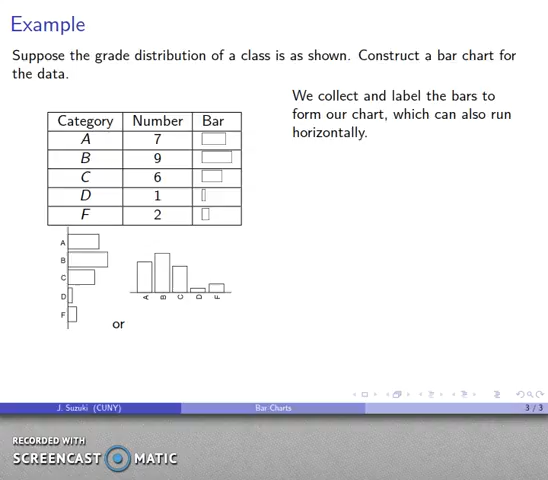 Example
Suppose the grade distribution of a class is as shown. Construct a bar chart for
the data.
We collect and label the bars to
form our chart, which can also run
horizontally.
Category Number Bar
A 7
B 9
C 6
D 1
F 2
A
B
C
D
F
or
A B C D F
J. Suzuki (CUNY) Bar Charts 3 / 3
RECORDED WITH
SCREENCAST MATIC